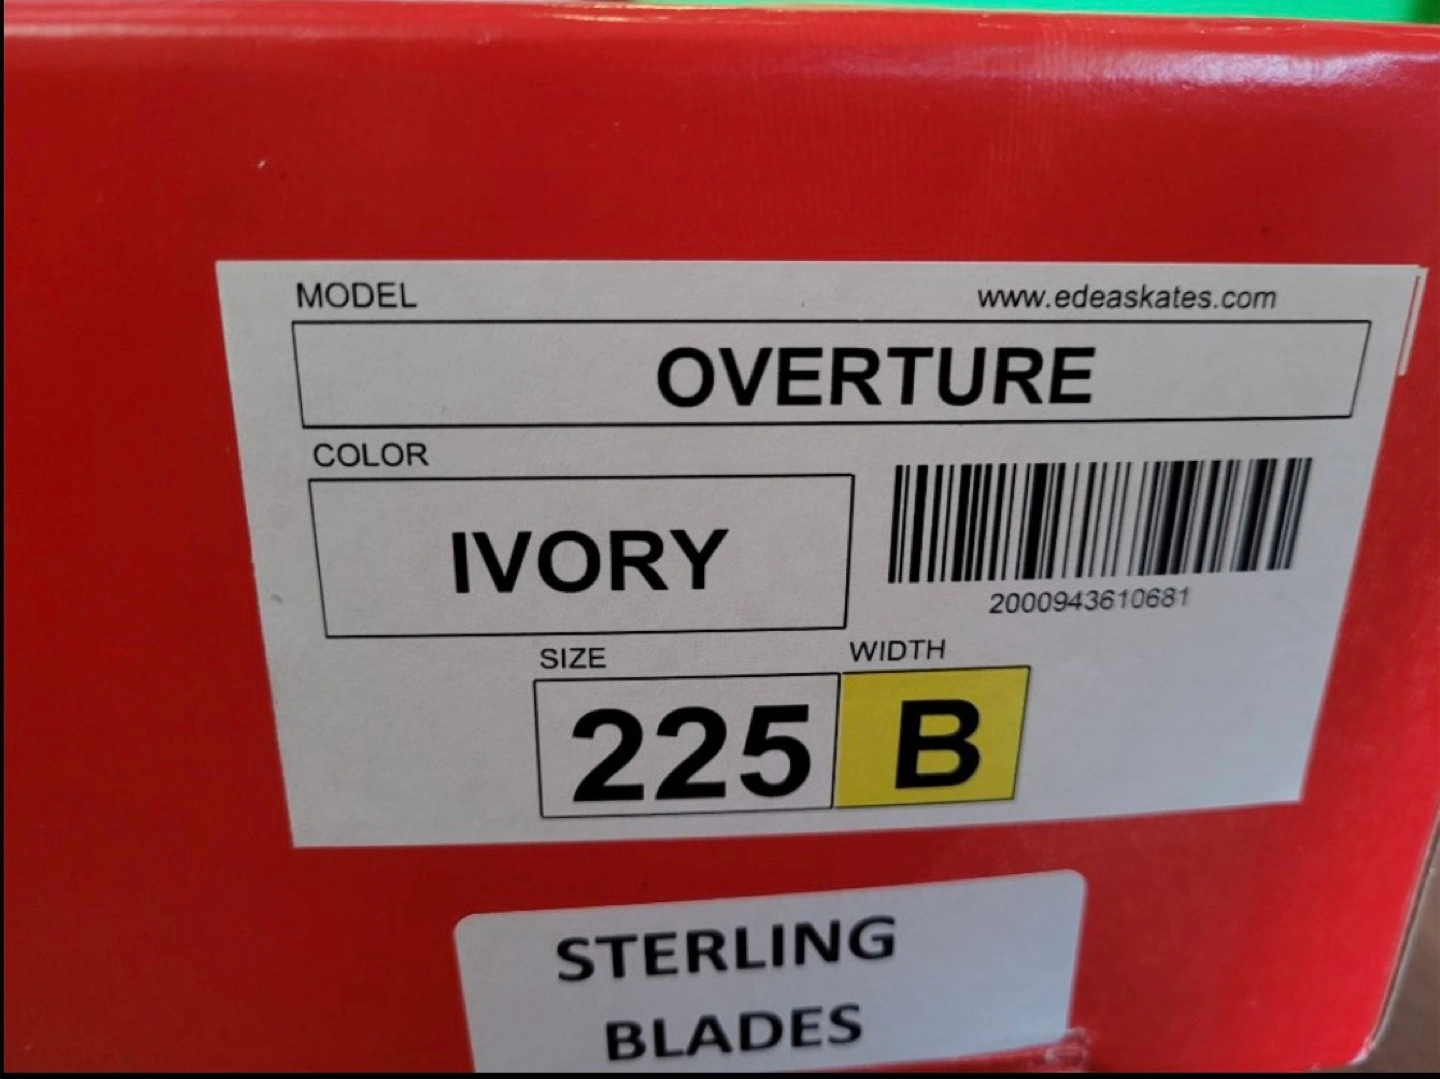 MODEL
www.edeaskates.com
OVERTURE
COLOR
IVORY
2000943610681
SIZE
WIDTH
225
B
STERLING
BLADES